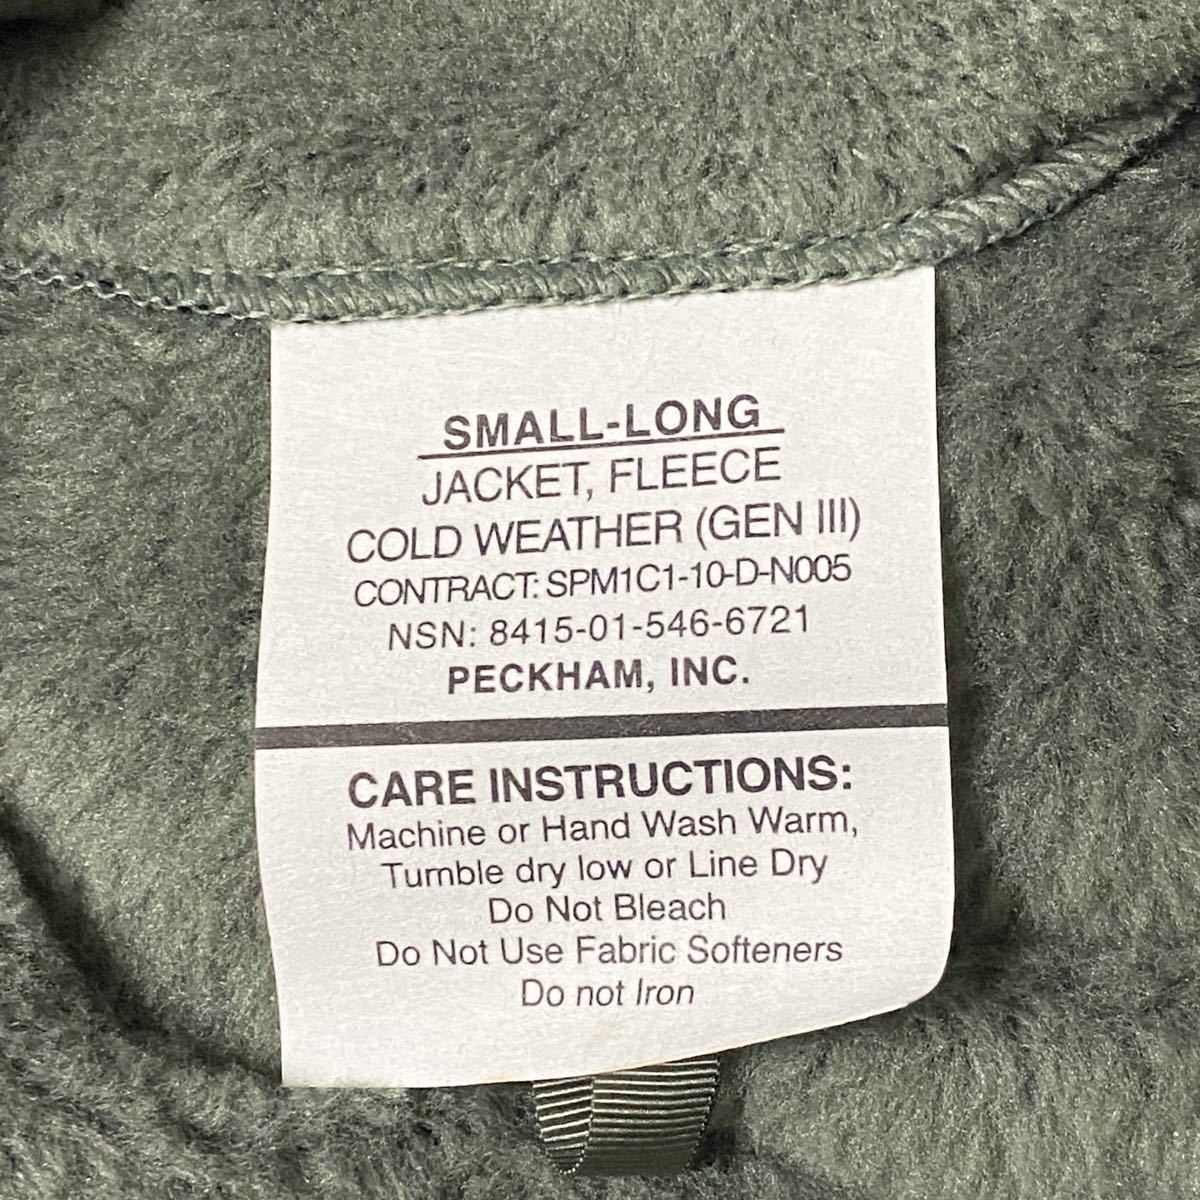 SMALL-LONG
JACKET, FLEECE
COLD WEATHER (GEN III)
CONTRACT: SPM1C1-10-D-N005
NSN: 8415-01-546-6721
PECKHAM, INC.
CARE INSTRUCTIONS:
Machine or Hand Wash Warm,
Tumble dry low or Line Dry
Do Not Bleach
Do Not Use Fabric Softeners
Do not Iron